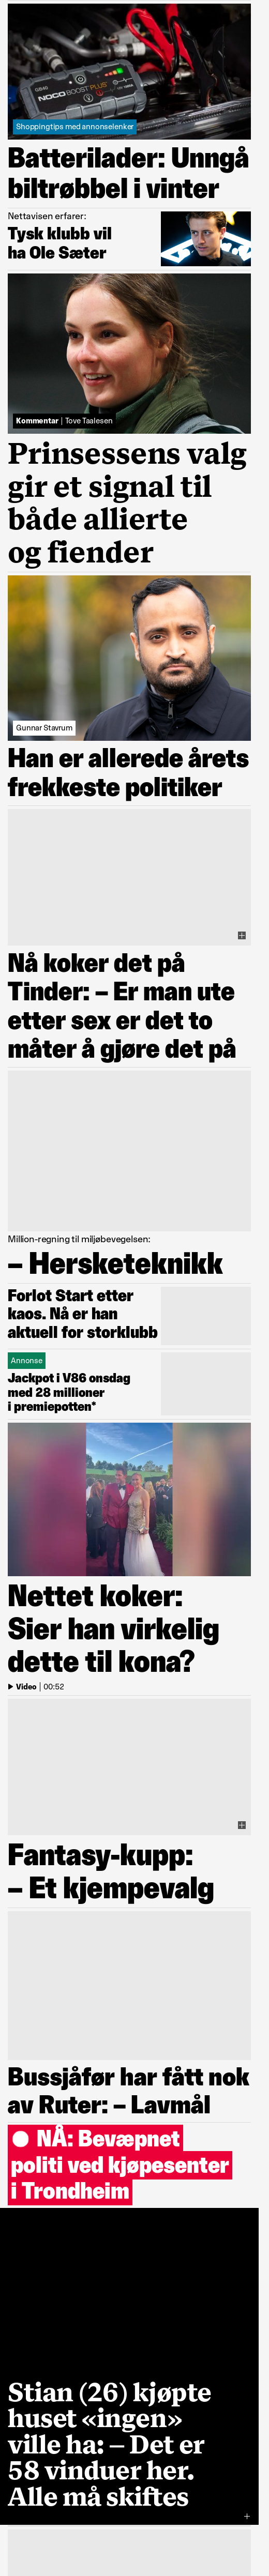 GB40 NOCO BOOST PLUS
Shoppingtips med annonselenker
Batterilader: Unngå
biltrøbbel i vinter
Nettavisen erfarer:
Tysk klubb vil
ha Ole Sæter
Kommentar | Tove Taalesen
Prinsessens valg
gir et signal til
både allierte
og fiender
Gunnar Stavrum
Han er allerede årets
frekkeste politiker
Nå koker det på
Tinder: – Er man ute
etter sex er det to
måter å gjøre det på
Million-regning til miljøbevegelsen:
– Hersketeknikk
Forlot Start etter
kaos. Nå er han
aktuell for storklubb
Annonse
Jackpot i V86 onsdag
med 28 millioner
i premiepotten*
Nettet koker:
Sier han virkelig
dette til kona?
Video | 00:52
Fantasy-kupp:
– Et kjempevalg
Bussjåfør har fått nok
av Ruter: – Lavmål
NÅ: Bevæpnet
politi ved kjøpesenter
i Trondheim
Stian (26) kjøpte
huset «ingen»
ville ha: – Det er
58 vinduer her.
Alle må skiftes